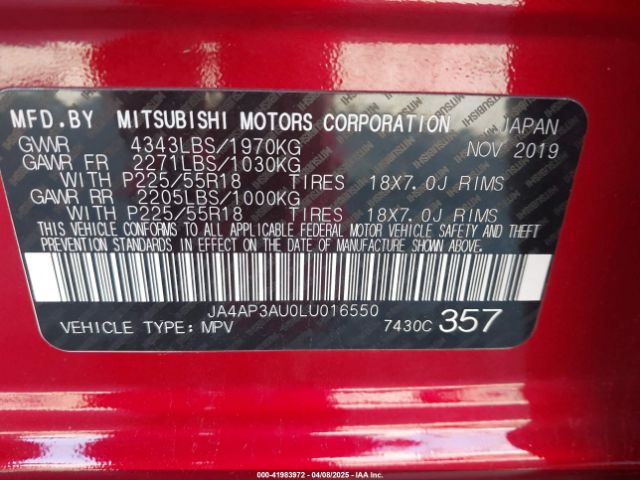 MFD.BY MITSUBISHI MOTORS CORPORATION JAPAN
GVWR 4343LBS/1970KG NOV 2019
GAWR FR 2271LBS/1030KG
WITH P225/55R18 TIRES 18X7.0J RIMS
GAWR RR 2205LBS/1000KG
WITH P225/55R18 TIRES 18X7.0J RIMS
THIS VEHICLE CONFORMS TO ALL APPLICABLE FEDERAL MOTOR VEHICLE SAFETY AND THEFT
PREVENTION STANDARDS IN EFFECT ON THE DATE OF MANUFACTURE SHOWN ABOVE.
JA4AP3AU0LU016550
VEHICLE TYPE: MPV 7430C 357
000-41983972 04/08/2025 IAA Inc.